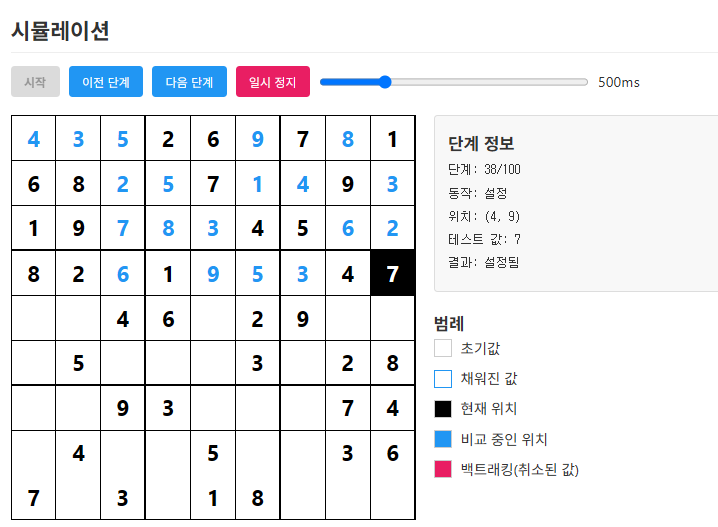 시뮬레이션
시작 이전 단계 다음 단계 일시 정지 500ms
4 3 5 2 6 9 7 8 1
6 8 2 5 7 1 4 9 3
1 9 7 8 3 4 5 6 2
8 2 6 1 9 5 3 4 7
4 6 2 9
5 3 2 8
9 3 7 4
4 5 3 6
7 3 1 8
단계 정보
단계: 38/100
동작: 설정
위치: (4, 9)
테스트 값: 7
결과: 설정됨
범례
초기값
채워진 값
현재 위치
비교 중인 위치
백트래킹(취소된 값)